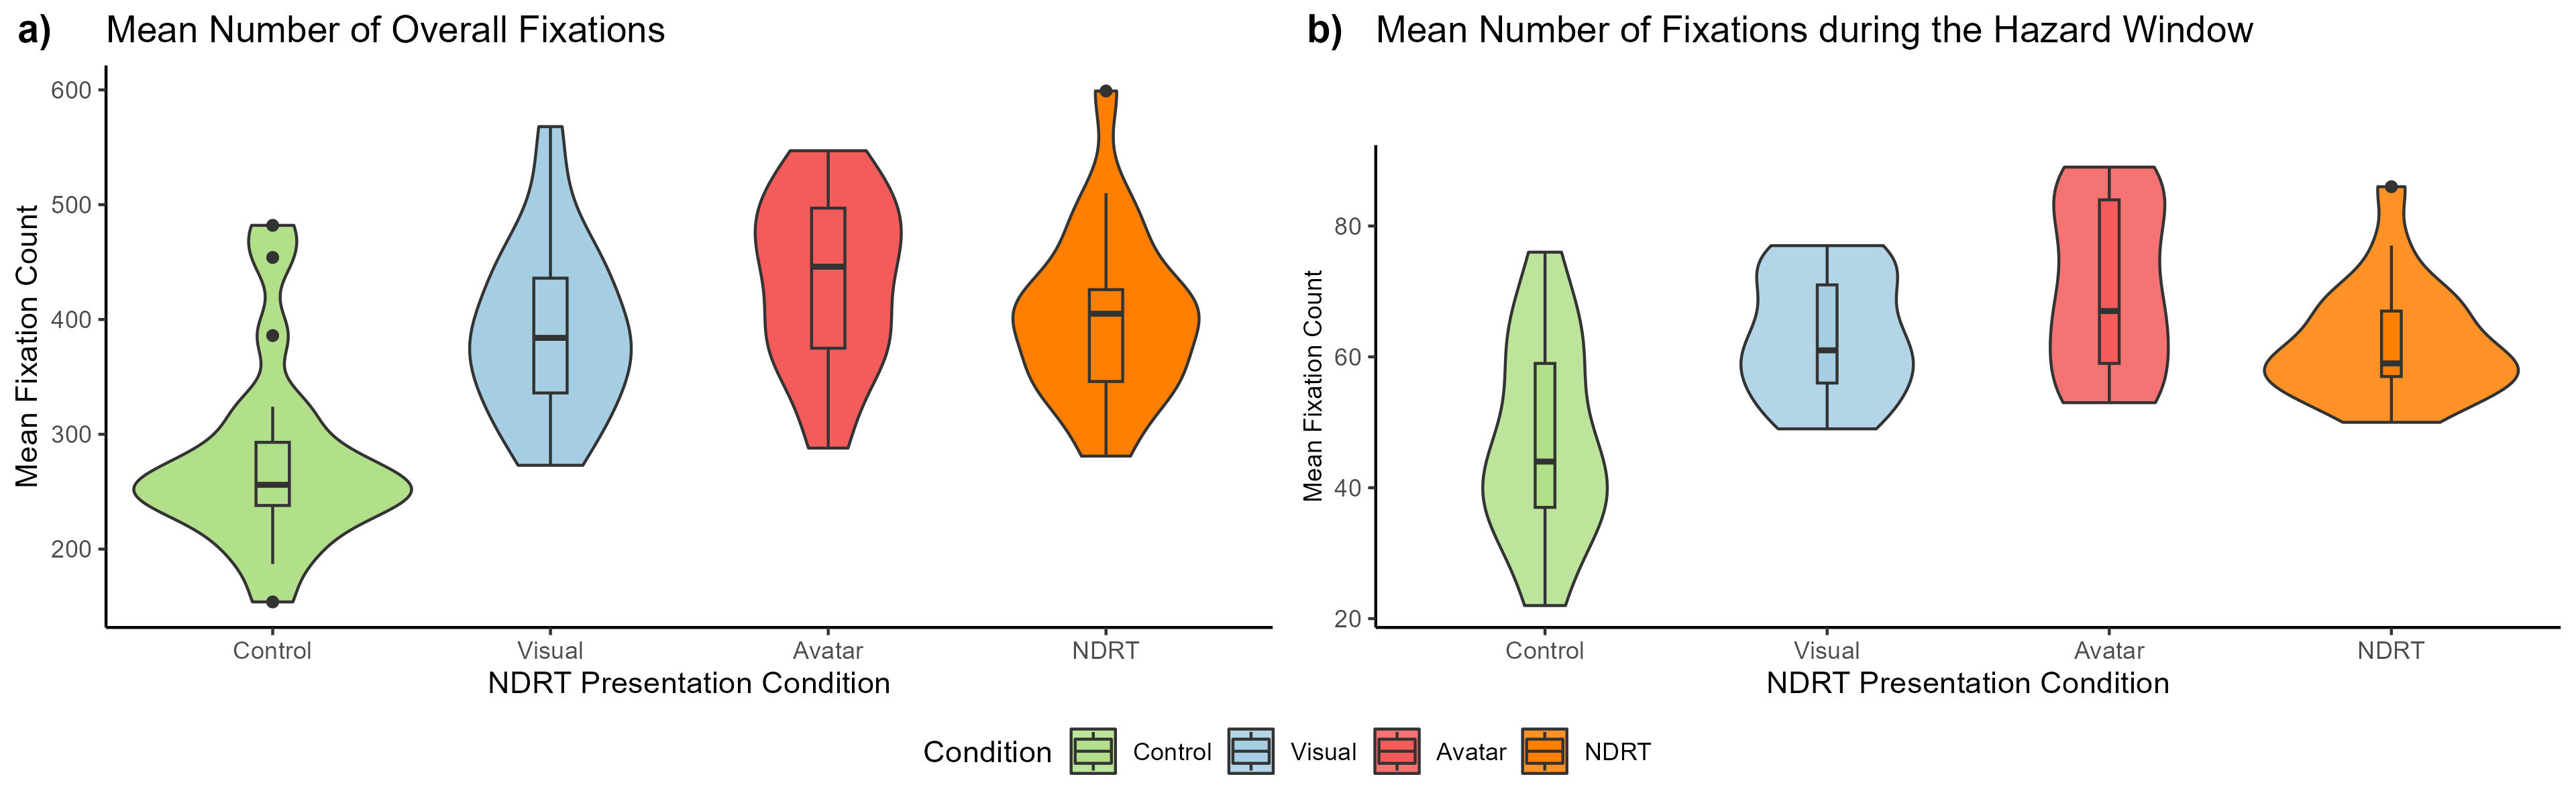 a) Mean Number of Overall Fixations
Mean Fixation Count
600
500
400
300
200
Control Visual Avatar NDRT
NDRT Presentation Condition
b) Mean Number of Fixations during the Hazard Window
Mean Fixation Count
80
60
40
20
Control Visual Avatar NDRT
NDRT Presentation Condition
Condition Control Visual Avatar NDRT